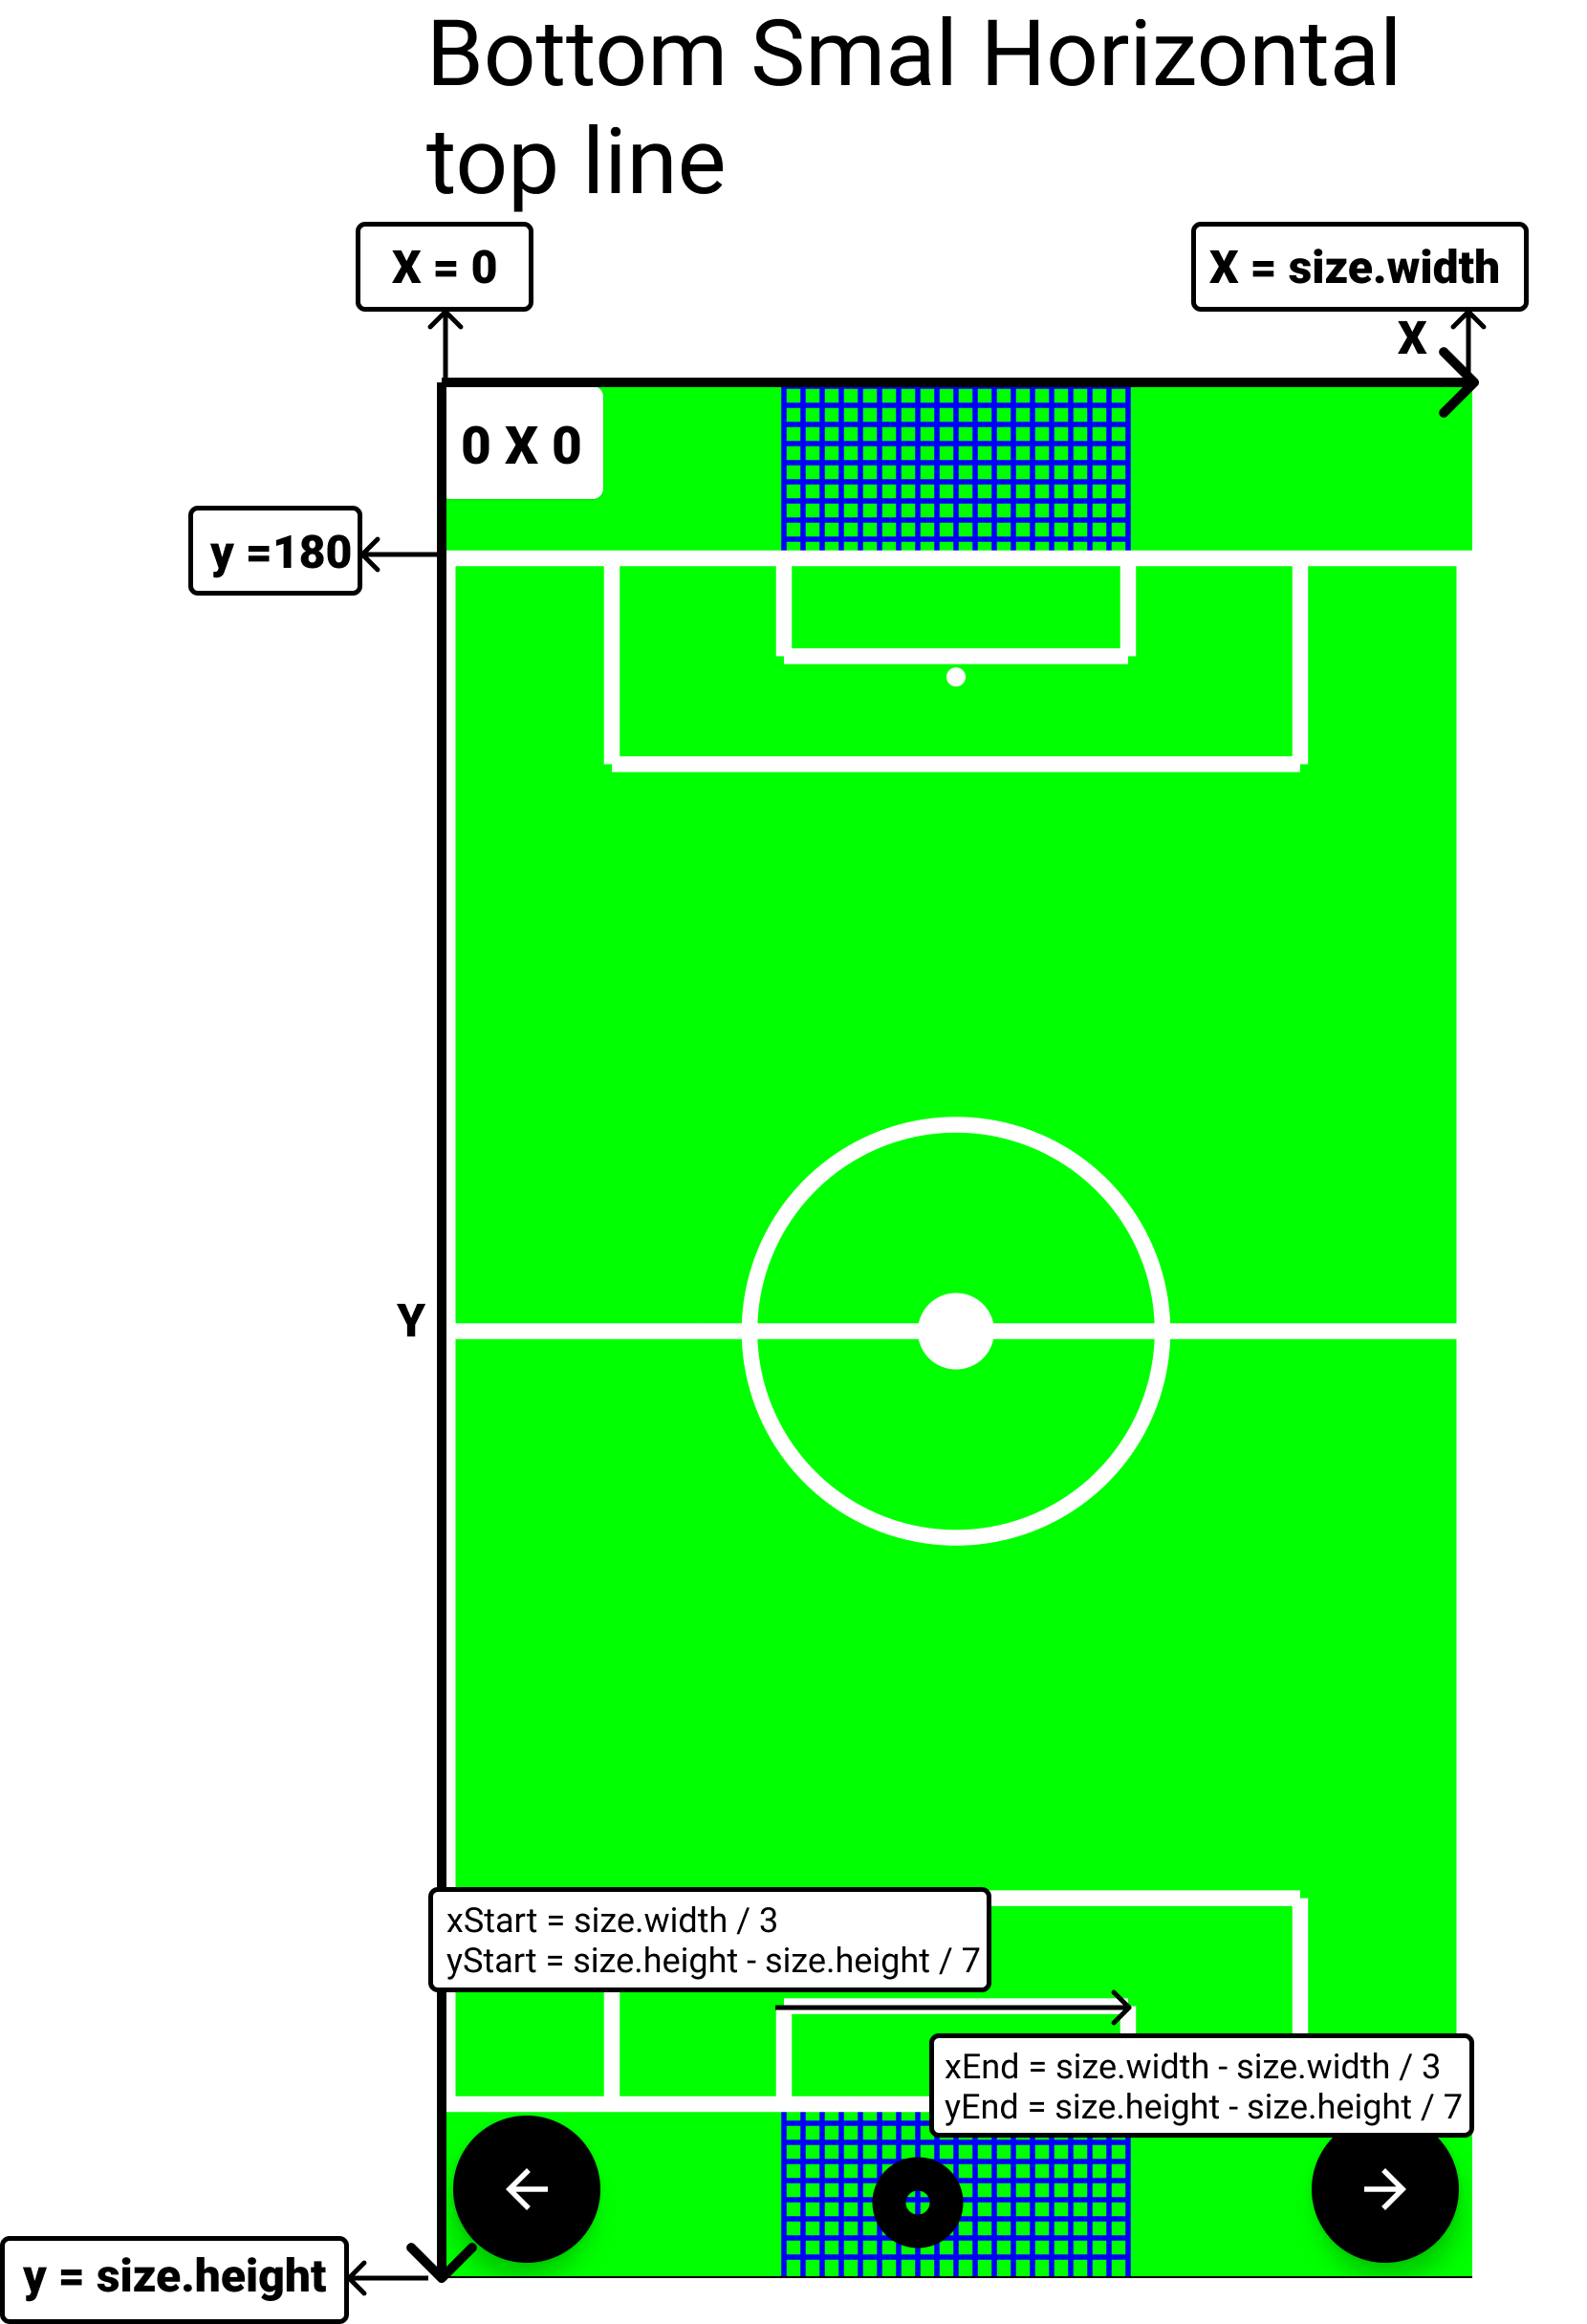 Bottom Smal Horizontal
top line
X = 0
X = size.width
X
0 X 0
y =180
Y
xStart = size.width / 3
yStart = size.height - size.height / 7
xEnd = size.width - size.width / 3
yEnd = size.height - size.height / 7
y = size.height